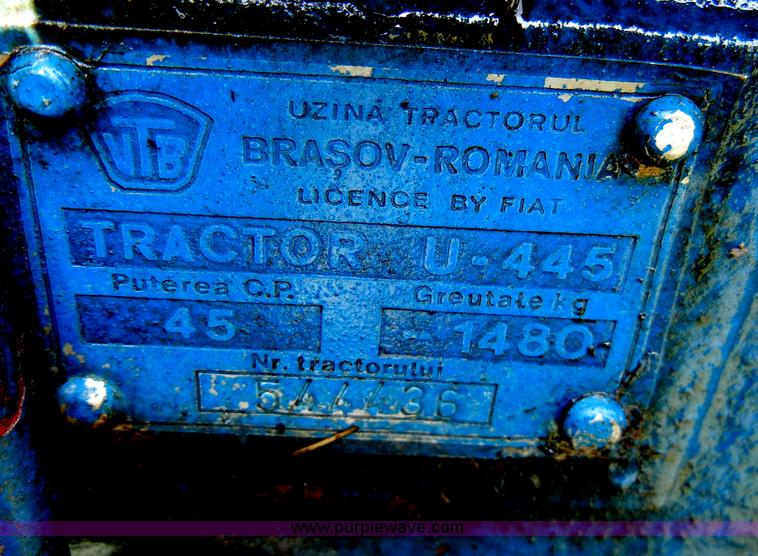 UTB
UZINA TRACTORUL
BRAȘOV-ROMANIA
LICENCE BY FIAT
TRACTOR U-445
Puterea C.P. Greutate kg
45 1480
Nr. tractorului
544436
www.purplewave.com